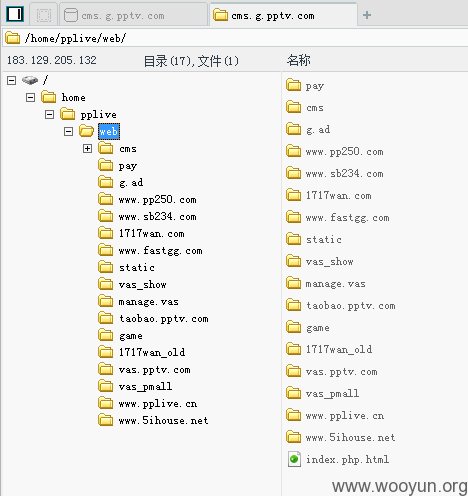 cms.g.pptv.com
cms.g.pptv.com
/home/pplive/web/
183.129.205.132
目录(17),文件(1)
名称
/
home
pplive
web
cms
pay
g.ad
www.pp250.com
www.sb234.com
1717wan.com
www.fastgg.com
static
vas_show
manage.vas
taobao.pptv.com
game
1717wan_old
vas.pptv.com
vas_pmall
www.pplive.cn
www.5ihouse.net
pay
cms
g.ad
www.pp250.com
www.sb234.com
1717wan.com
www.fastgg.com
static
vas_show
manage.vas
taobao.pptv.com
game
1717wan_old
vas.pptv.com
vas_pmall
www.pplive.cn
www.5ihouse.net
index.php.html
www.wooyun.org